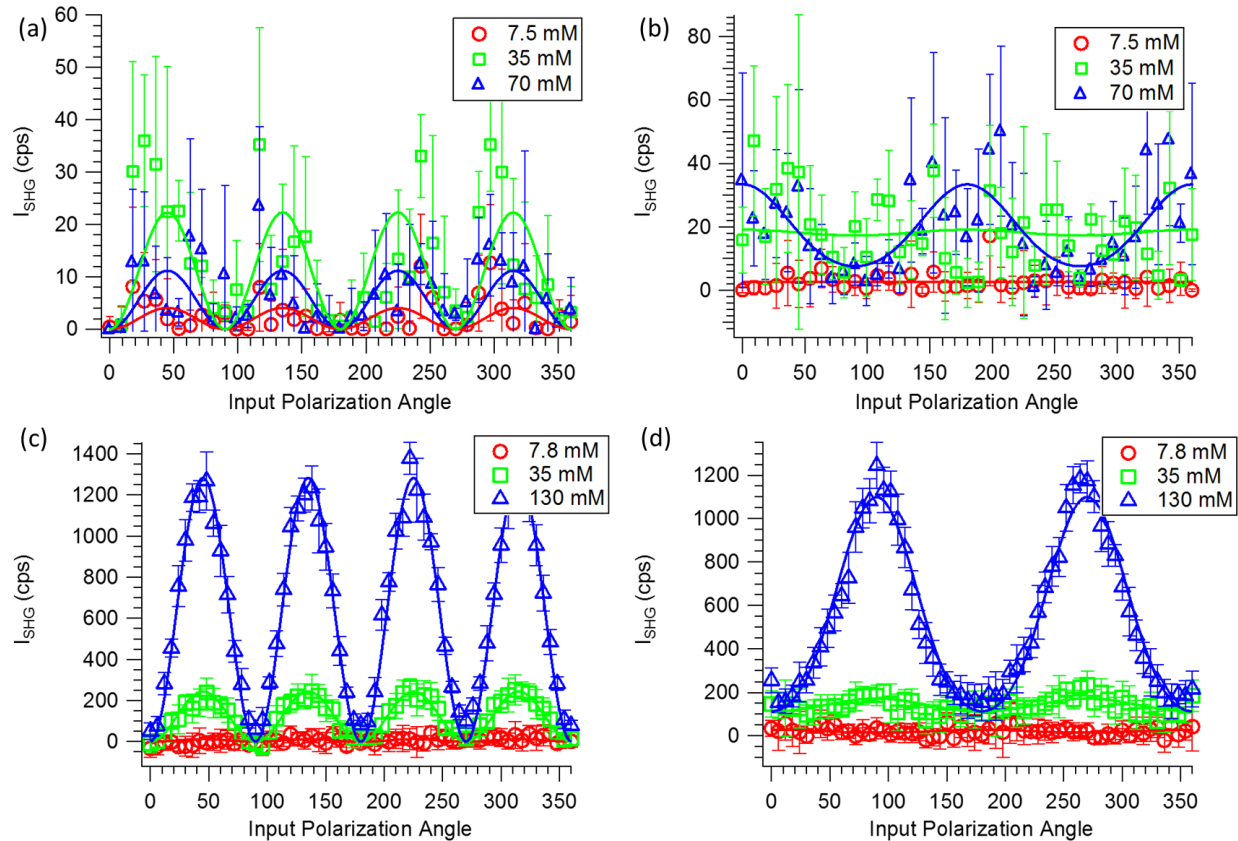 (a)
60
50
40
30
20
10
0
I_SHG (cps)
7.5 mM
35 mM
70 mM
0 50 100 150 200 250 300 350
Input Polarization Angle
(b)
80
60
40
20
0
I_SHG (cps)
7.5 mM
35 mM
70 mM
0 50 100 150 200 250 300 350
Input Polarization Angle
(c)
1400
1200
1000
800
600
400
200
0
I_SHG (cps)
7.8 mM
35 mM
130 mM
0 50 100 150 200 250 300 350
Input Polarization Angle
(d)
1200
1000
800
600
400
200
0
I_SHG (cps)
7.8 mM
35 mM
130 mM
0 50 100 150 200 250 300 350
Input Polarization Angle